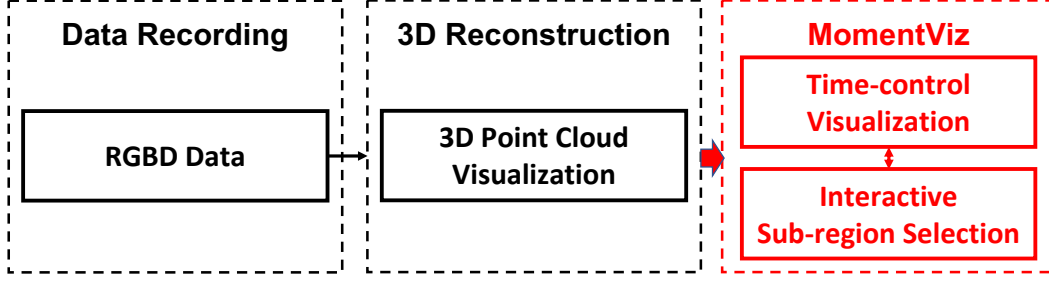 Data Recording
RGBD Data
3D Reconstruction
3D Point Cloud
Visualization
MomentViz
Time-control
Visualization
Interactive
Sub-region Selection